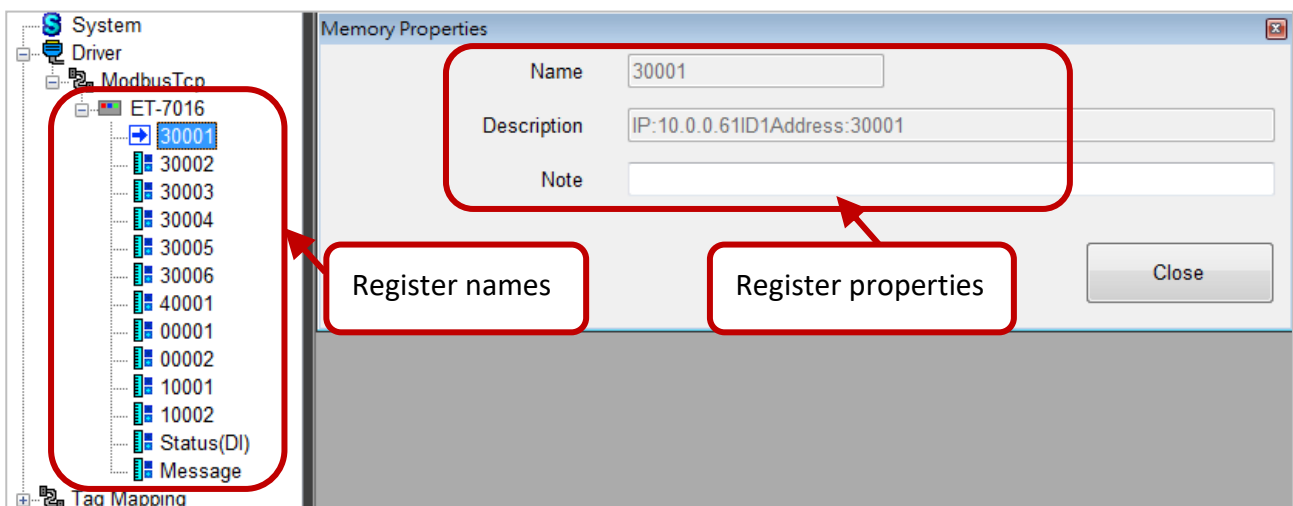 System
Driver
ModbusTcp
ET-7016
30001
30002
30003
30004
30005
30006
40001
00001
00002
10001
10002
Status(DI)
Message
Tag Mapping
Memory Properties
Name 30001
Description IP:10.0.0.61ID1Address:30001
Note
Register names
Register properties
Close